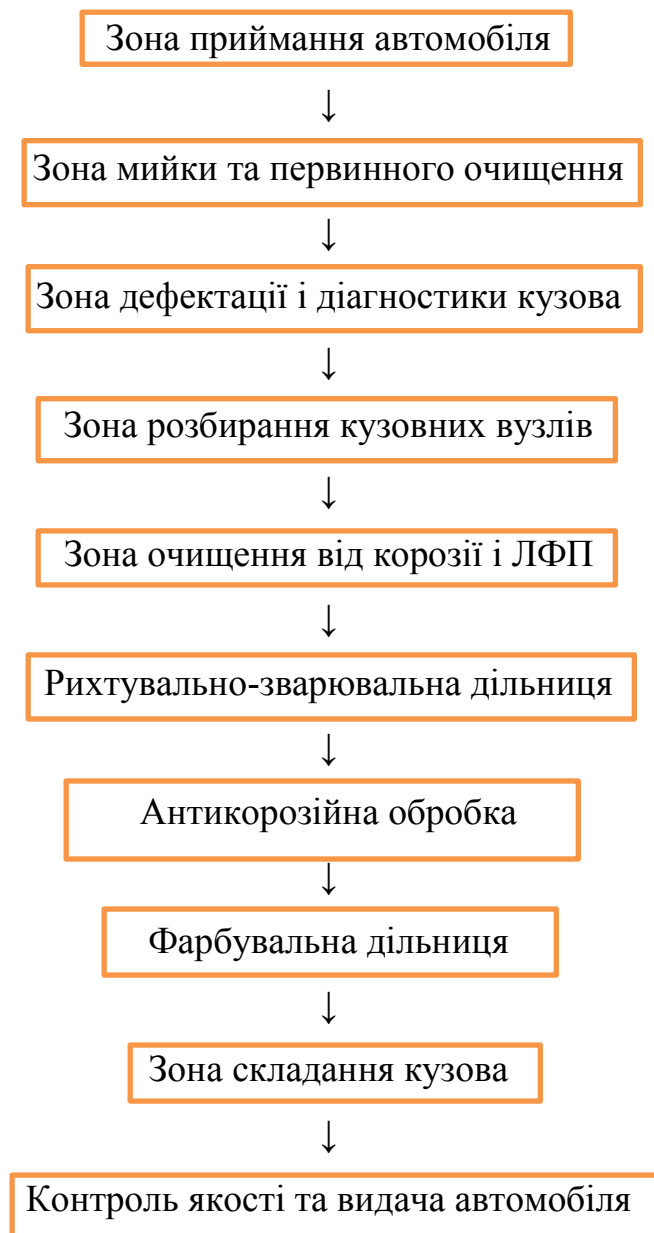 Зона приймання автомобіля
↓
Зона мийки та первинного очищення
↓
Зона дефектації і діагностики кузова
↓
Зона розбирання кузовних вузлів
↓
Зона очищення від корозії і ЛФП
↓
Рихтувально-зварювальна дільниця
↓
Антикорозійна обробка
↓
Фарбувальна дільниця
↓
Зона складання кузова
↓
Контроль якості та видача автомобіля